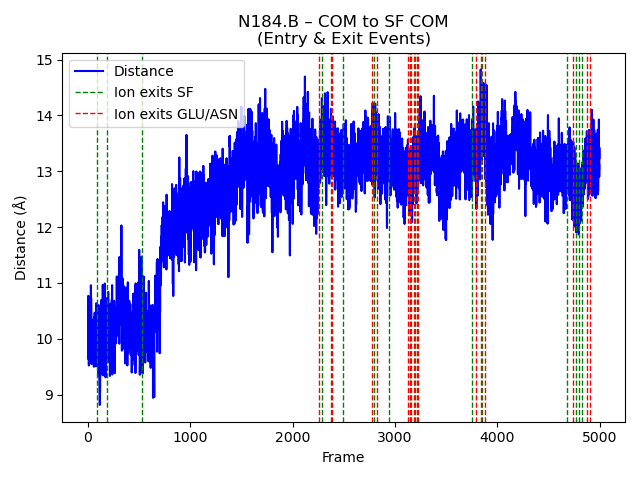 N184.B – COM to SF COM
(Entry & Exit Events)
Distance
Ion exits SF
Ion exits GLU/ASN
Distance (Å)
15
14
13
12
11
10
9
0 1000 2000 3000 4000 5000
Frame